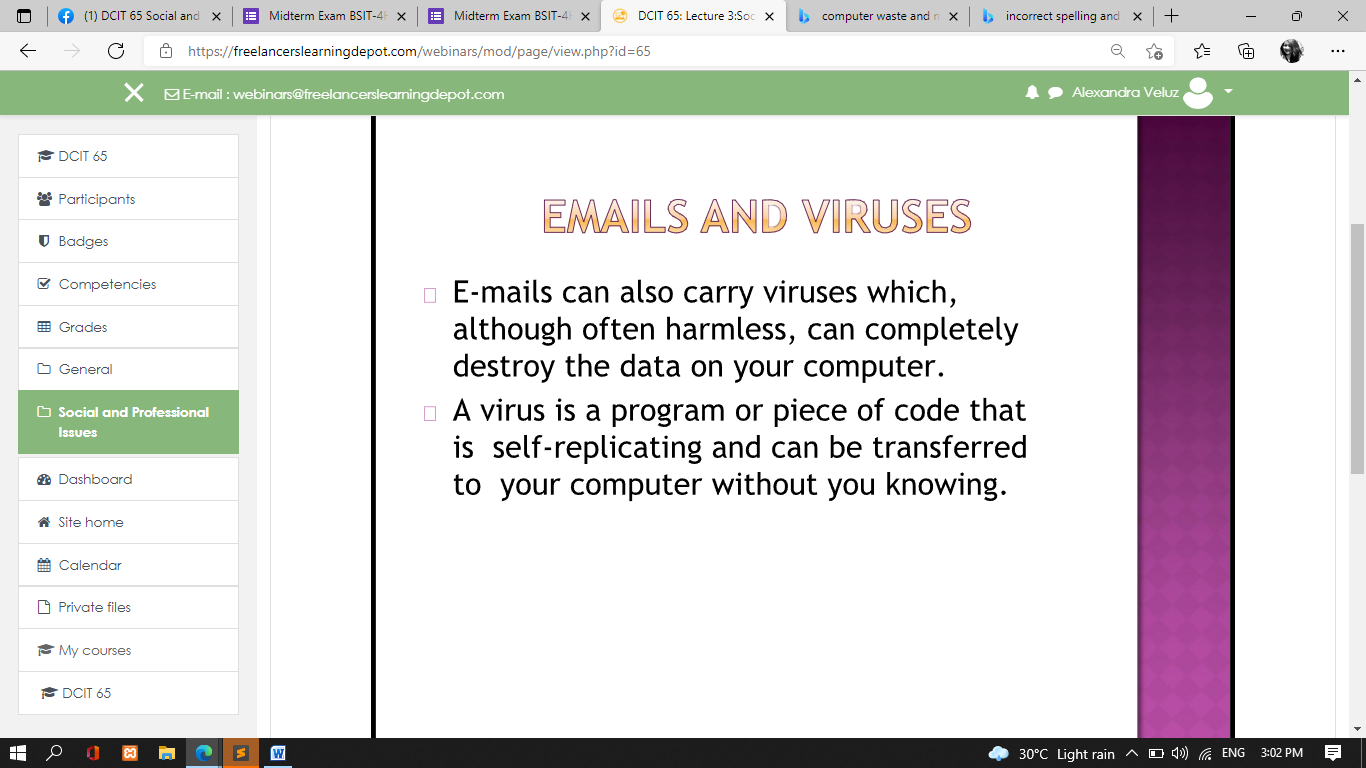 (1) DCIT 65 Social and
Midterm Exam BSIT-4
Midterm Exam BSIT-4
DCIT 65: Lecture 3:Soc
computer waste and m
incorrect spelling and
https://freelancerslearningdepot.com/webinars/mod/page/view.php?id=65
E-mail : webinars@freelancerslearningdepot.com
Alexandra Veluz
DCIT 65
Participants
Badges
Competencies
Grades
General
Social and Professional
Issues
Dashboard
Site home
Calendar
Private files
My courses
DCIT 65
EMAILS AND VIRUSES
E-mails can also carry viruses which,
although often harmless, can completely
destroy the data on your computer.
A virus is a program or piece of code that
is self-replicating and can be transferred
to your computer without you knowing.
30°C Light rain
ENG
3:02 PM